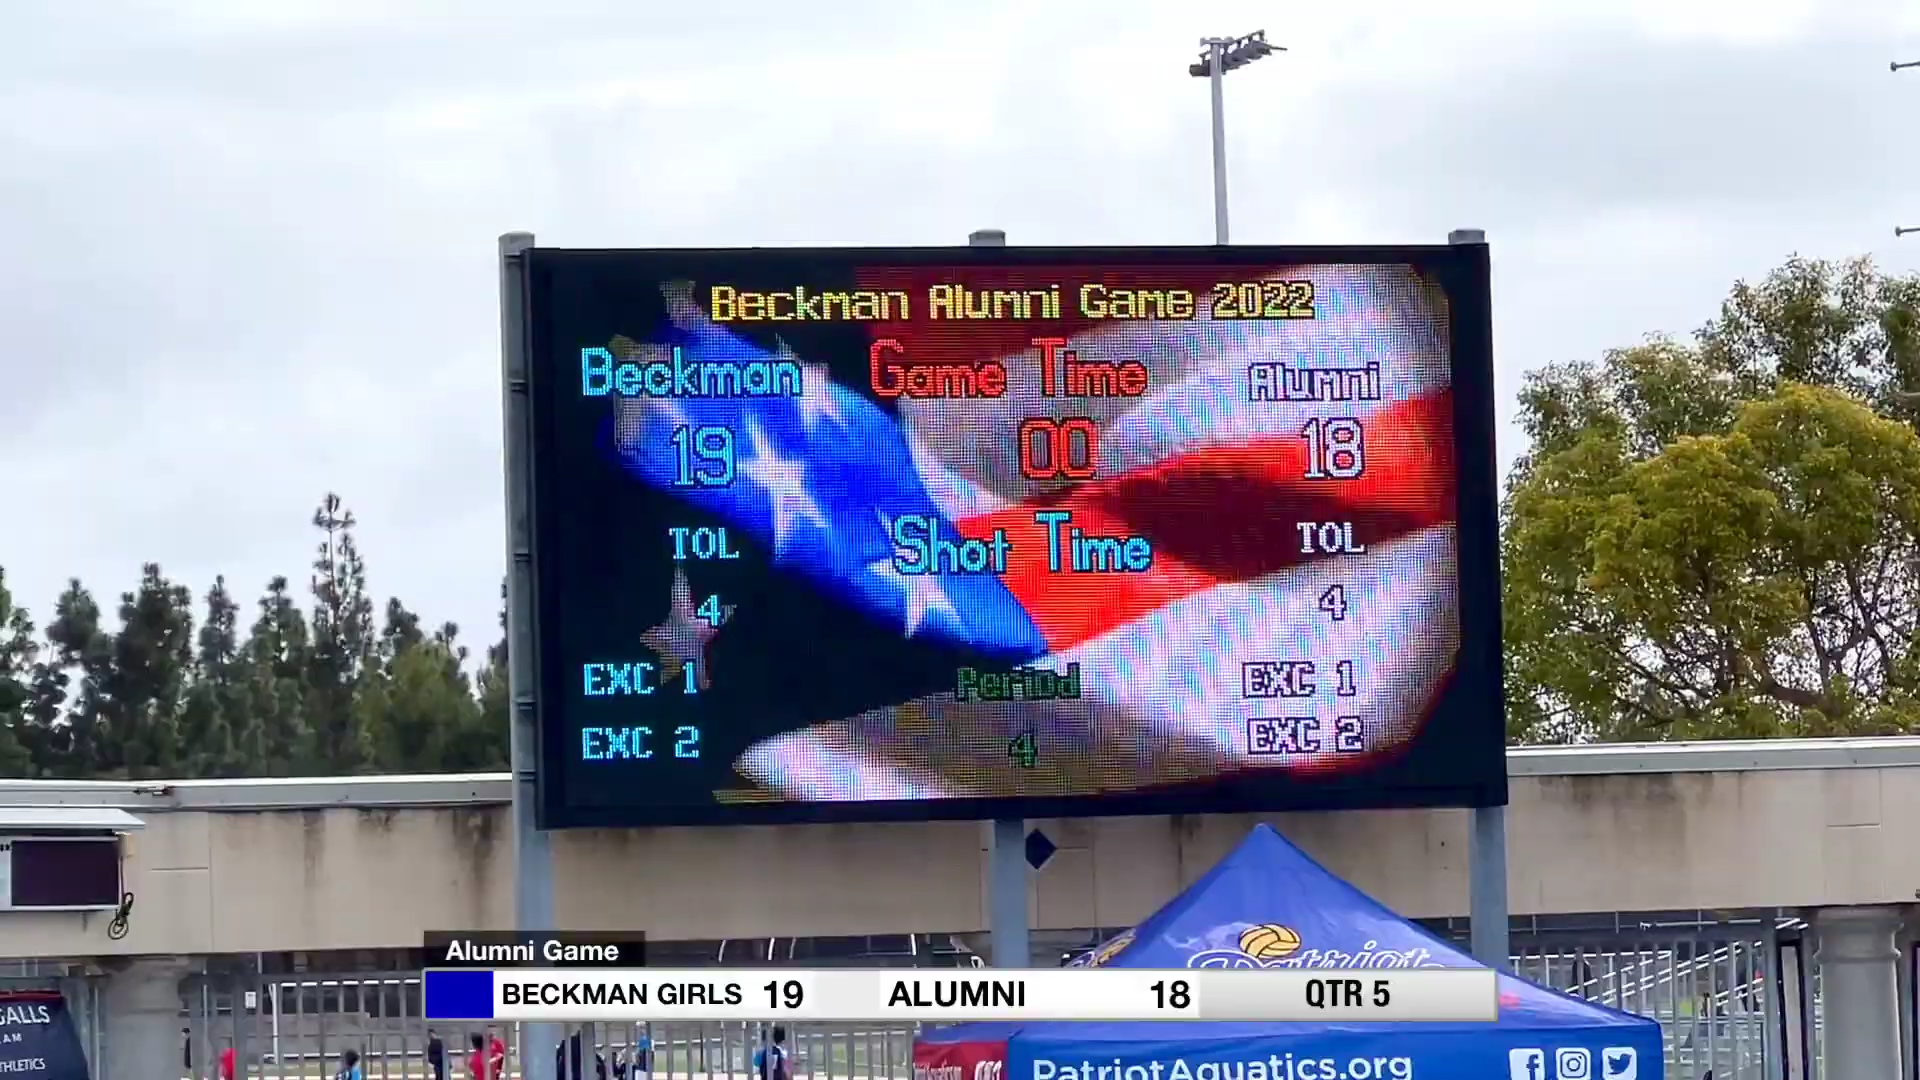 Beckman Alumni Game 2022
Beckman Game Time Alumni
19 00 18
TOL Shot Time TOL
4 4
EXC 1 Period EXC 1
EXC 2 4 EXC 2
Alumni Game
BECKMAN GIRLS 19 ALUMNI 18 QTR 5
Patriot
PatriotAquatics.org